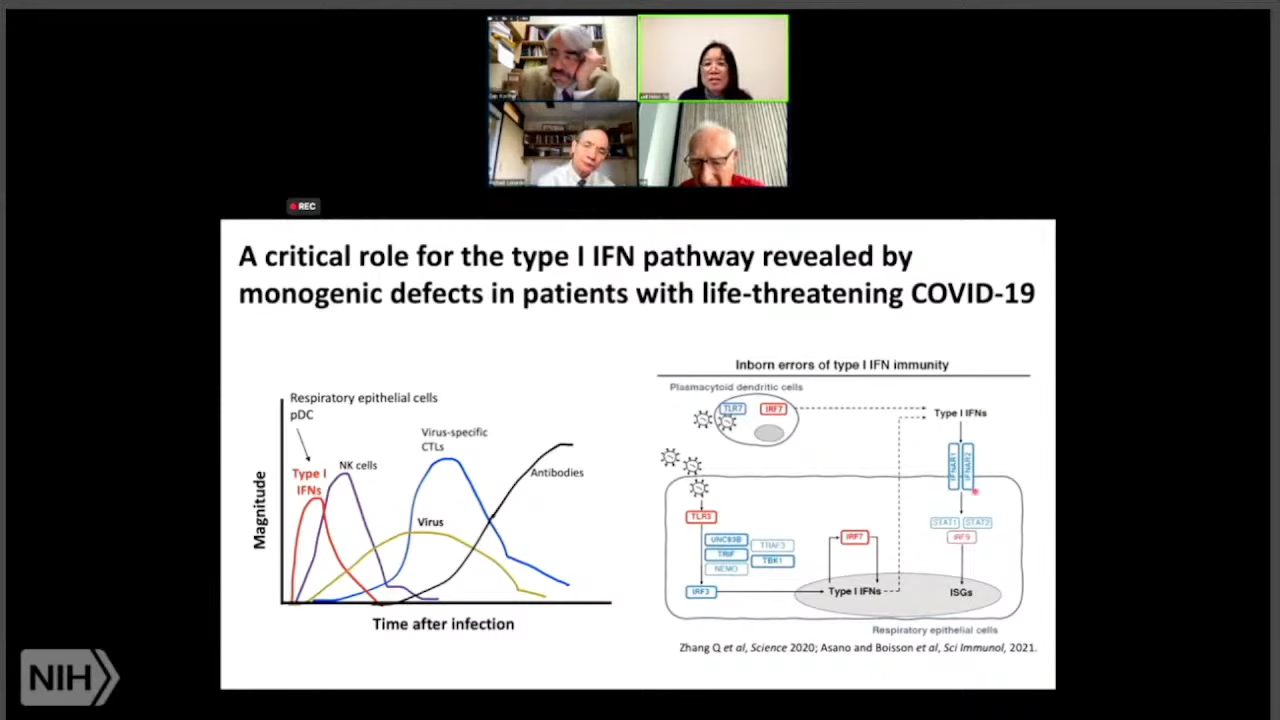 REC
A critical role for the type I IFN pathway revealed by
monogenic defects in patients with life-threatening COVID-19
Respiratory epithelial cells
pDC
Type I
IFNs
NK cells
Virus-specific
CTLs
Antibodies
Virus
Magnitude
Time after infection
Inborn errors of type I IFN immunity
Plasmacytoid dendritic cells
TLR7
IRF7
Type I IFNs
IFNAR1
IFNAR2
TLR3
UNC93B
TRIF
NEMO
TRAF3
TBK1
IRF7
STAT1
STAT2
IRF9
IRF3
Type I IFNs
ISGs
Respiratory epithelial cells
Zhang Q et al, Science 2020; Asano and Boisson et al, Sci Immunol, 2021.
NIH